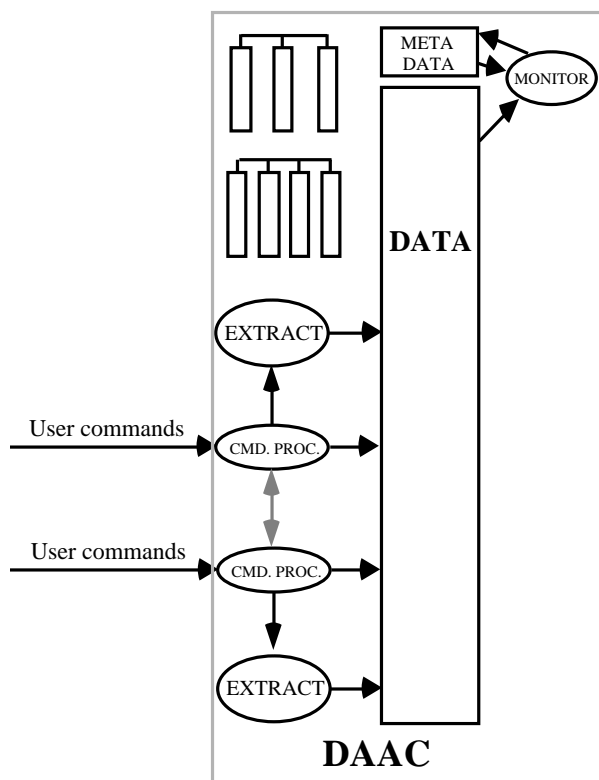 META
DATA
MONITOR
DATA
EXTRACT
User commands
CMD. PROC.
User commands
CMD. PROC.
EXTRACT
DAAC